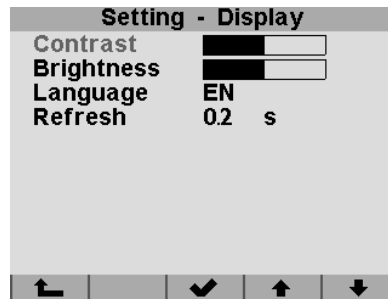 Setting - Display
Contrast
Brightness
Language EN
Refresh 0.2 s